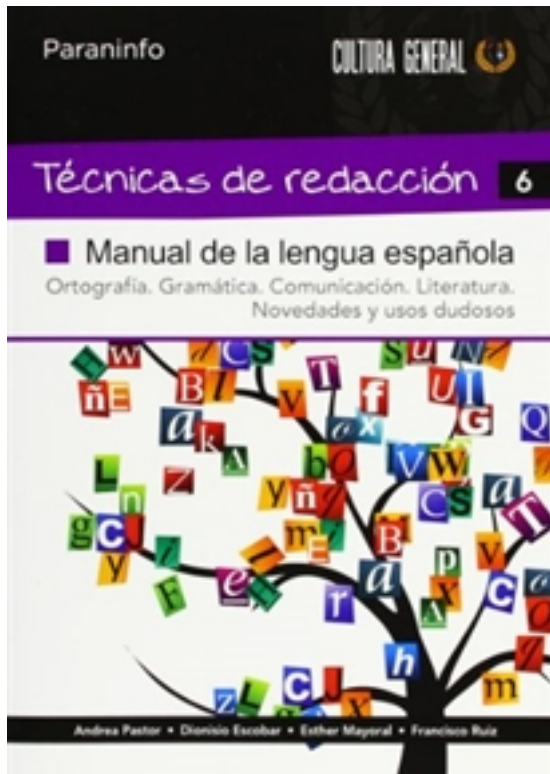 Paraninfo
CULTURA GENERAL
Técnicas de redacción 6
Manual de la lengua española
Ortografía. Gramática. Comunicación. Literatura.
Novedades y usos dudosos
Andrea Pastor • Dionisio Escobar • Esther Mayoral • Francisco Ruiz